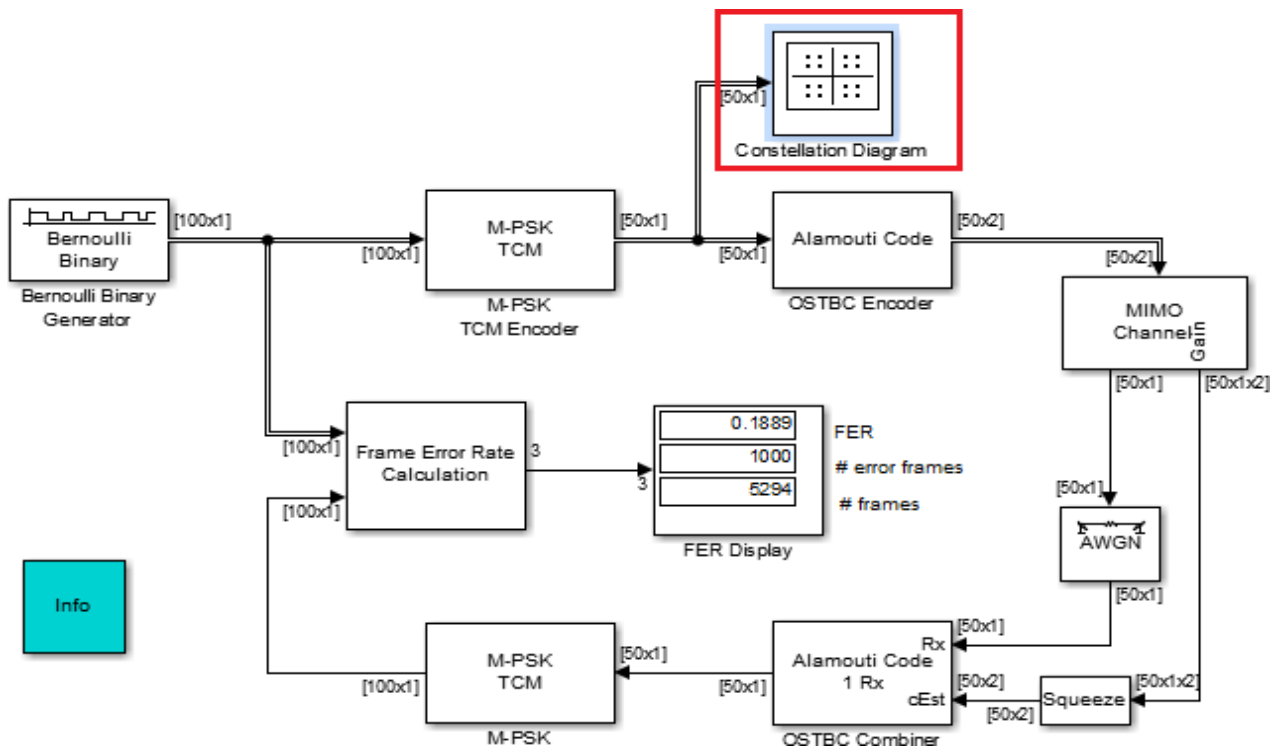 [50x1]
Constellation Diagram
[100x1]
Bernoulli
Binary
Bernoulli Binary
Generator
[100x1]
M-PSK
TCM
M-PSK
TCM Encoder
[50x1]
[50x1]
Alamouti Code
OSTBC Encoder
[50x2]
[50x2]
MIMO
Channel
Gain
[50x1]
[50x1x2]
[100x1]
[100x1]
Frame Error Rate
Calculation
3
3
0.1889
1000
5294
FER
# error frames
# frames
FER Display
[50x1]
AWGN
[50x1]
Info
[100x1]
M-PSK
TCM
M-PSK
[50x1]
[50x1]
Rx
Alamouti Code
1 Rx
cEst
OSTBC Combiner
[50x1]
[50x2]
[50x2]
Squeeze
[50x1x2]